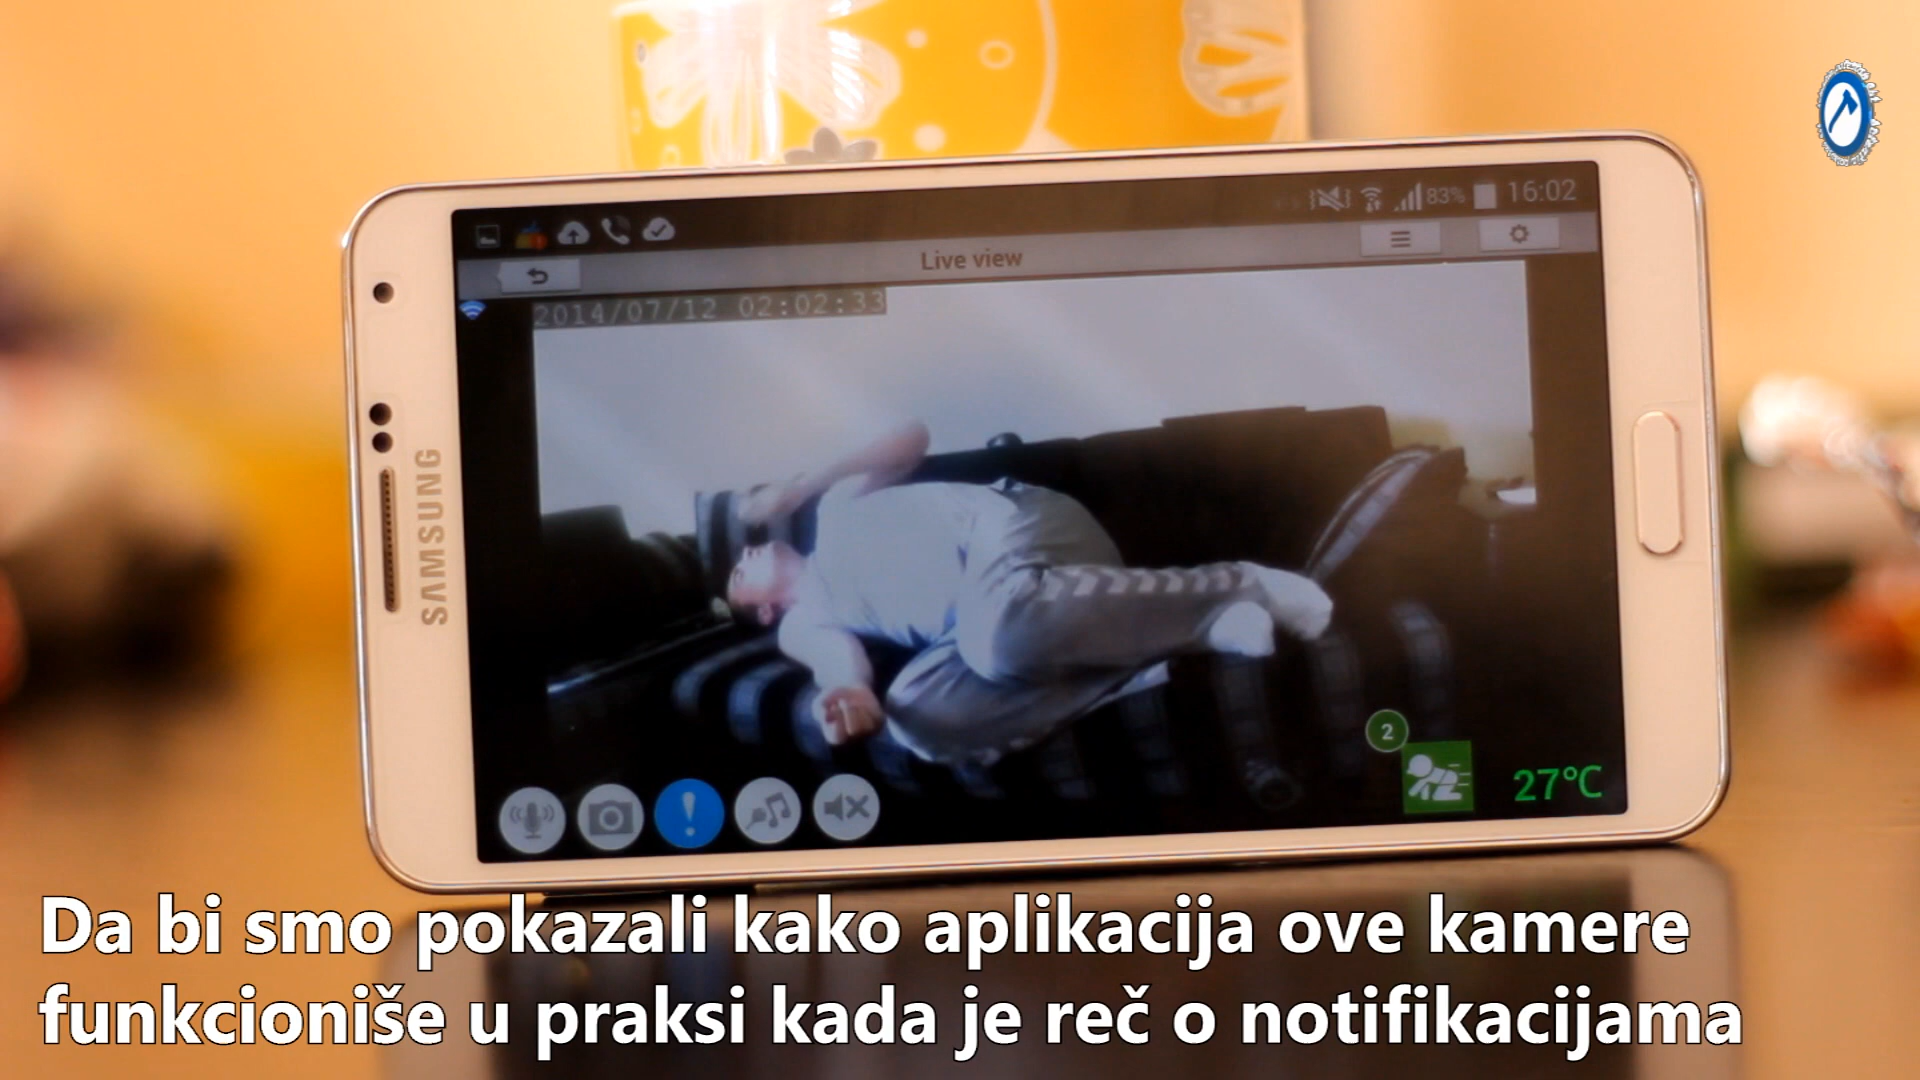 83% 16:02
Live view
2014/07/12 02:02:33
SAMSUNG
2
27°C
Da bi smo pokazali kako aplikacija ove kamere
funkcioniše u praksi kada je reč o notifikacijama